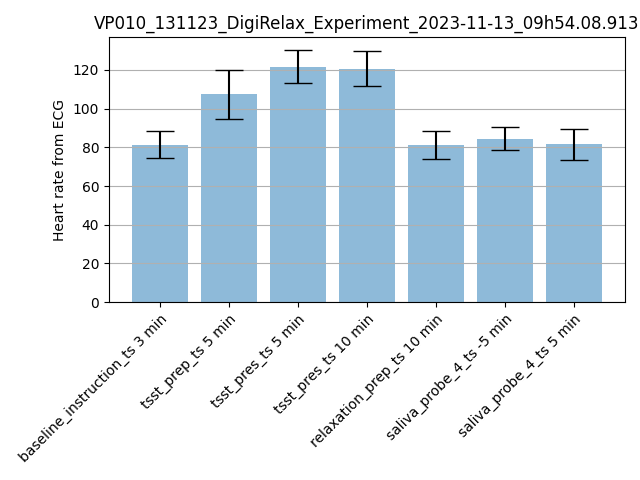 VP010_131123_DigiRelax_Experiment_2023-11-13_09h54.08.913
Heart rate from ECG
120
100
80
60
40
20
0
baseline_instruction_ts 3 min
tsst_prep_ts 5 min
tsst_pres_ts 5 min
tsst_pres_ts 10 min
relaxation_prep_ts 10 min
saliva_probe_4_ts -5 min
saliva_probe_4_ts 5 min